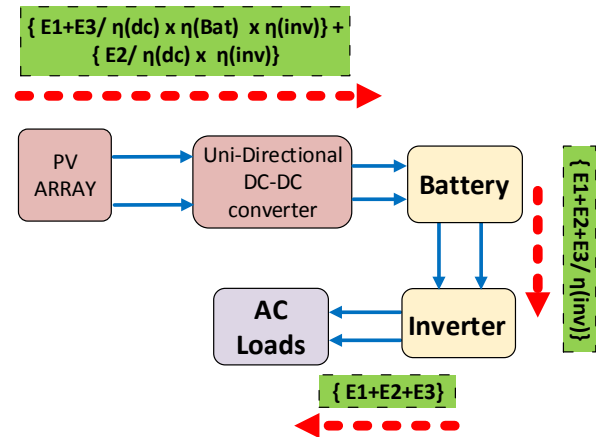 { E1+E3/ η(dc) x η(Bat)  x η(inv)} +
{ E2/ η(dc) x  η(inv)}
PV
ARRAY
Uni-Directional
DC-DC
converter
Battery
{ E1+E2+E3/ η(inv)}
AC
Loads
Inverter
{ E1+E2+E3}